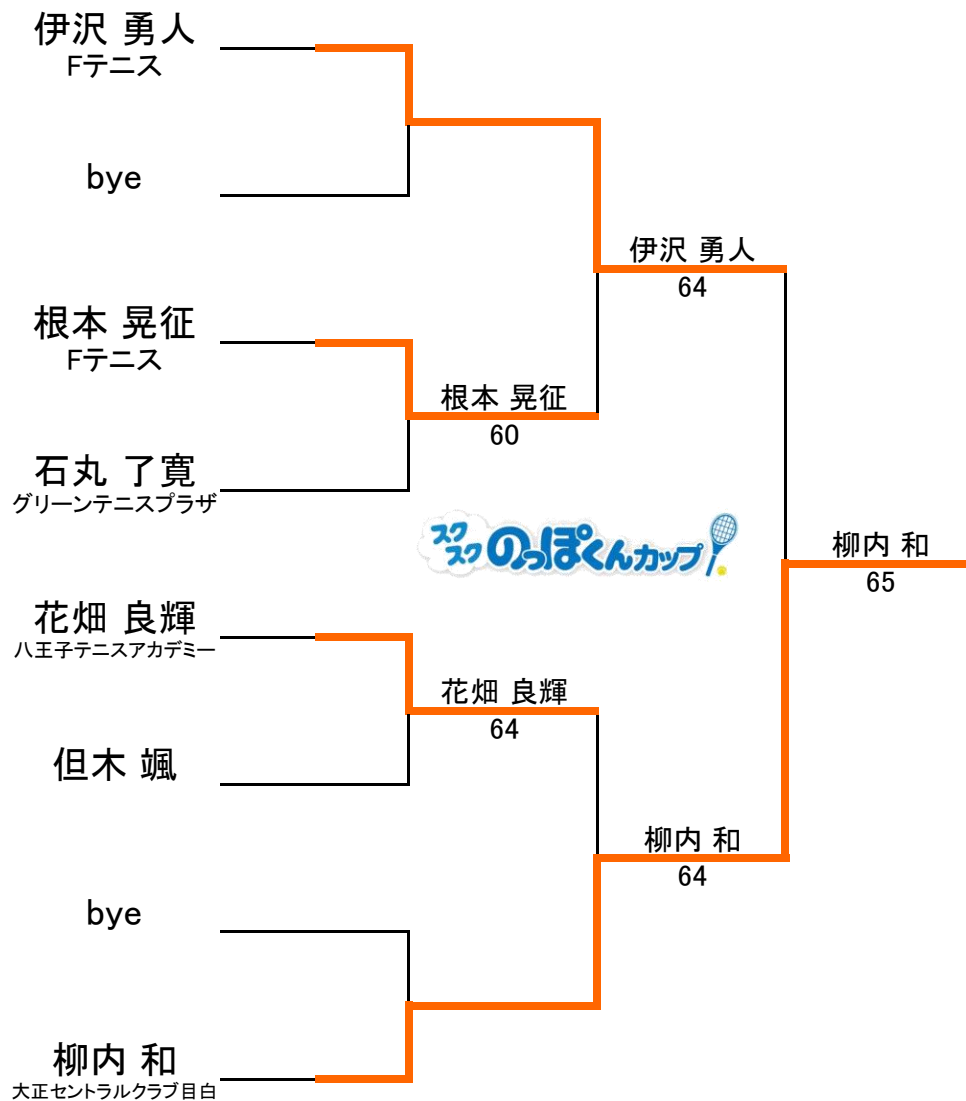 伊沢 勇人
Fテニス
bye
伊沢 勇人
64
根本 晃征
Fテニス
根本 晃征
60
石丸 了寛
グリーンテニスプラザ
スクスク のっぽくんカップ
柳内 和
65
花畑 良輝
八王子テニスアカデミー
花畑 良輝
64
但木 颯
柳内 和
64
bye
柳内 和
大正セントラルクラブ目白